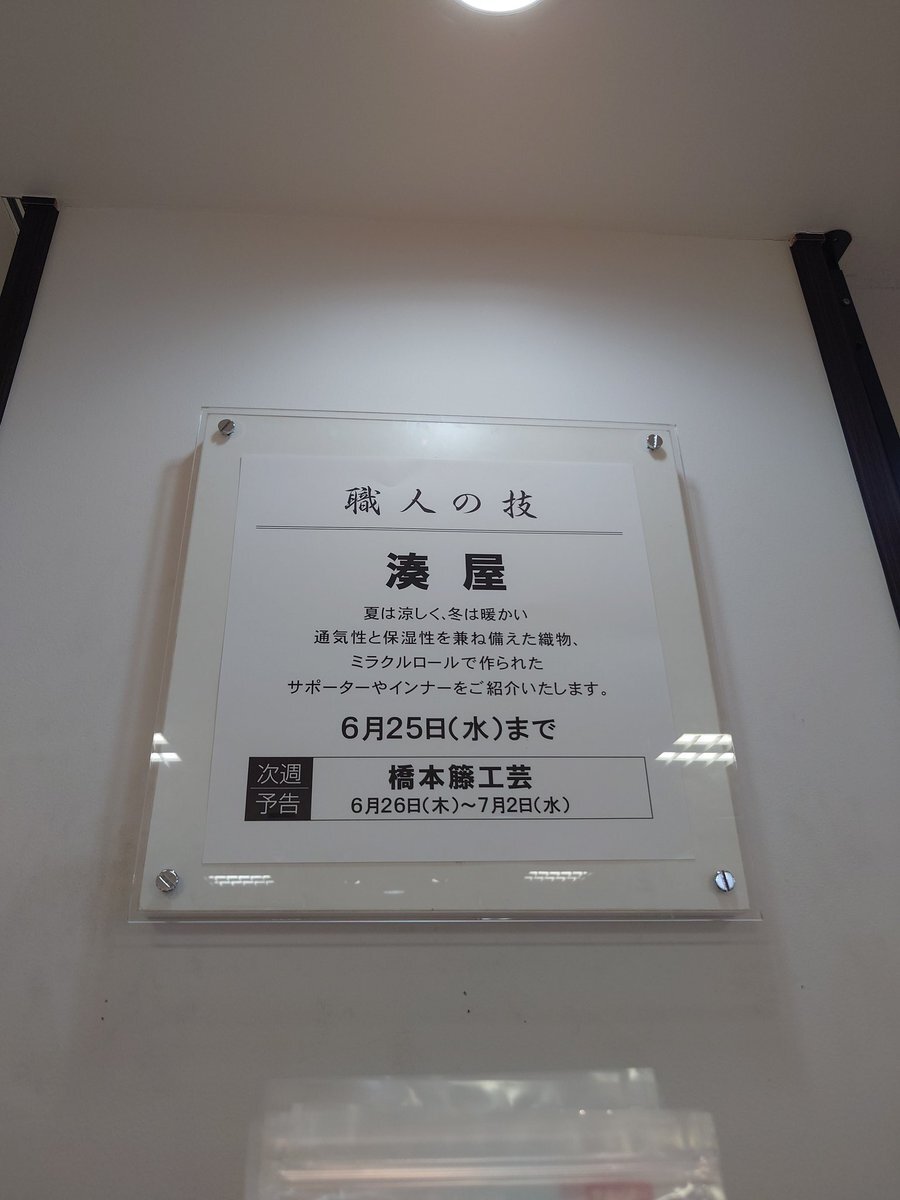 職人の技
湊屋
夏は涼しく、冬は暖かい
通気性と保湿性を兼ね備えた織物、
ミラクルロールで作られた
サポーターやインナーをご紹介いたします。
6月25日(水)まで
次週
予告
橋本籐工芸
6月26日(木)～7月2日(水)